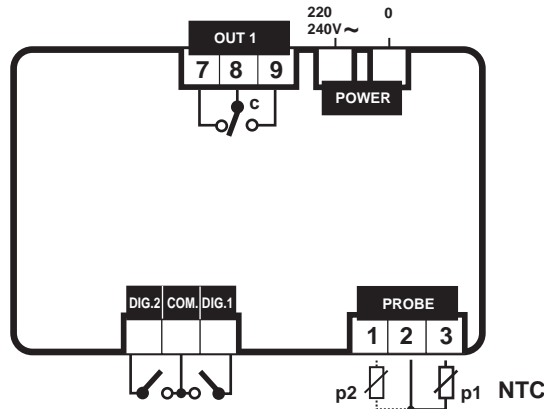 220
240V~ 0
OUT 1
7 8 9
POWER
c
DIG.2 COM. DIG.1
PROBE
1 2 3
p2 p1 NTC